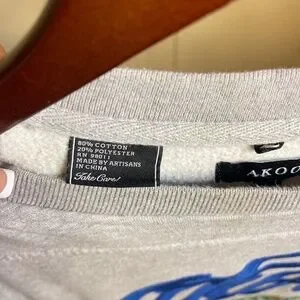 80% COTTON
20% POLYESTER
RN 98011
MADE BY ARTISANS
IN CHINA
Take Care!
AKOO